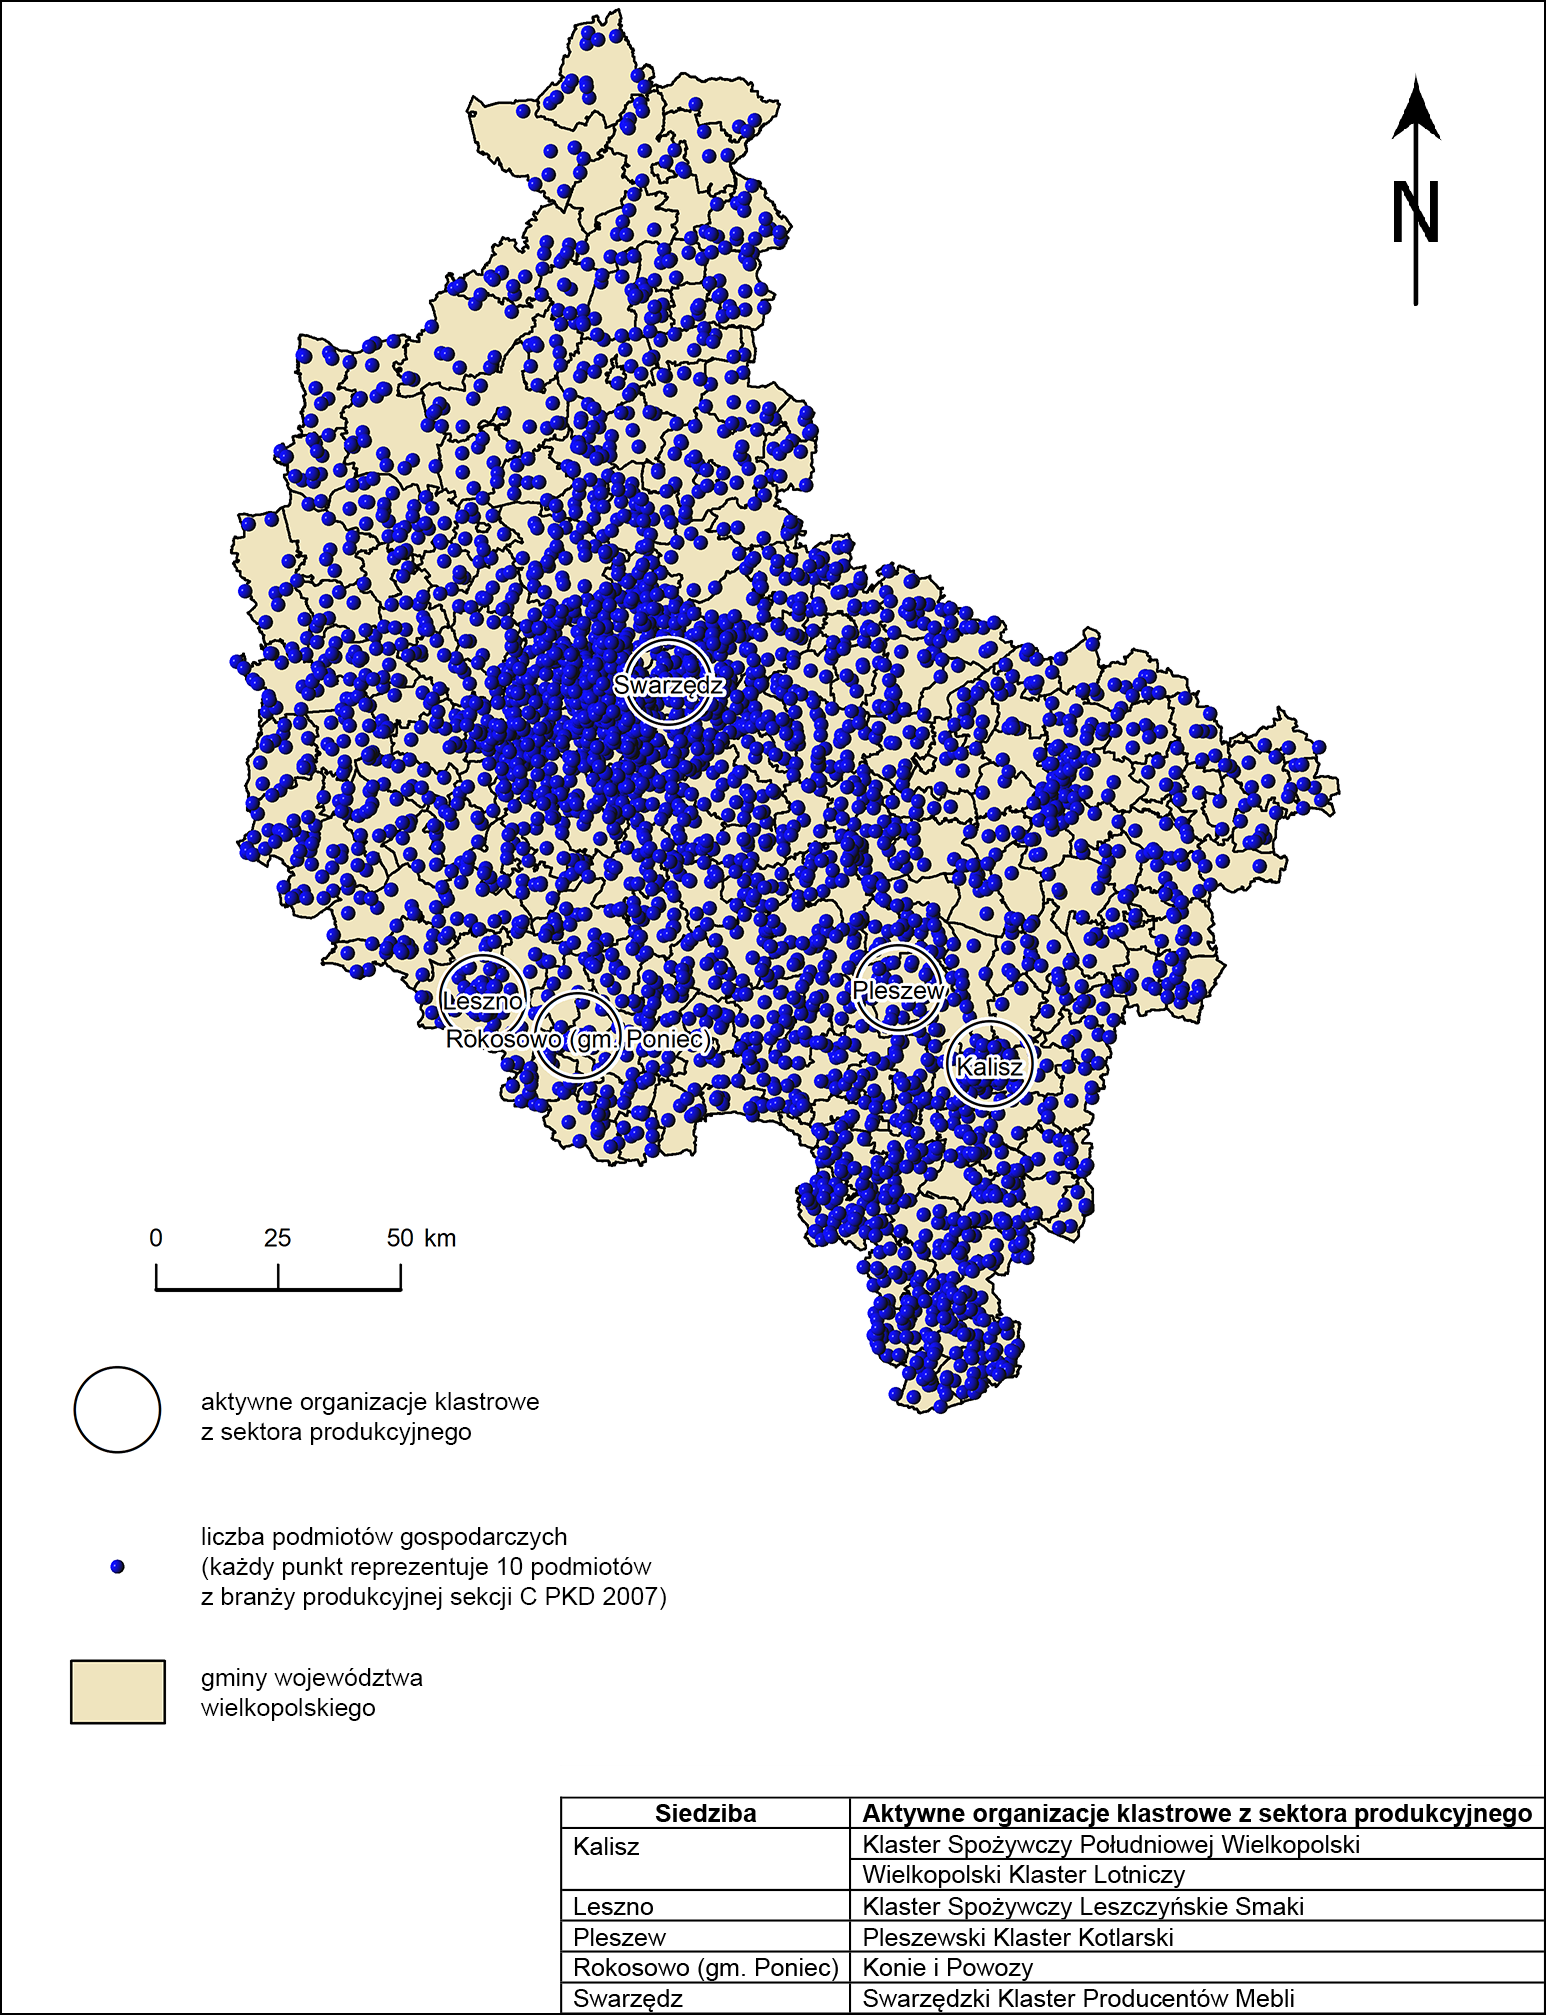 N
Swarzędz
Pleszew
Leszno
Rokosowo (gm. Poniec)
Kalisz
0 25 50 km
aktywne organizacje klastrowe
z sektora produkcyjnego
liczba podmiotów gospodarczych
(każdy punkt reprezentuje 10 podmiotów
z branży produkcyjnej sekcji C PKD 2007)
gminy województwa
wielkopolskiego
Siedziba Aktywne organizacje klastrowe z sektora produkcyjnego
Kalisz Klaster Spożywczy Południowej Wielkopolski
Wielkopolski Klaster Lotniczy
Leszno Klaster Spożywczy Leszczyńskie Smaki
Pleszew Pleszewski Klaster Kotlarski
Rokosowo (gm. Poniec) Konie i Powozy
Swarzędz Swarzędzki Klaster Producentów Mebli